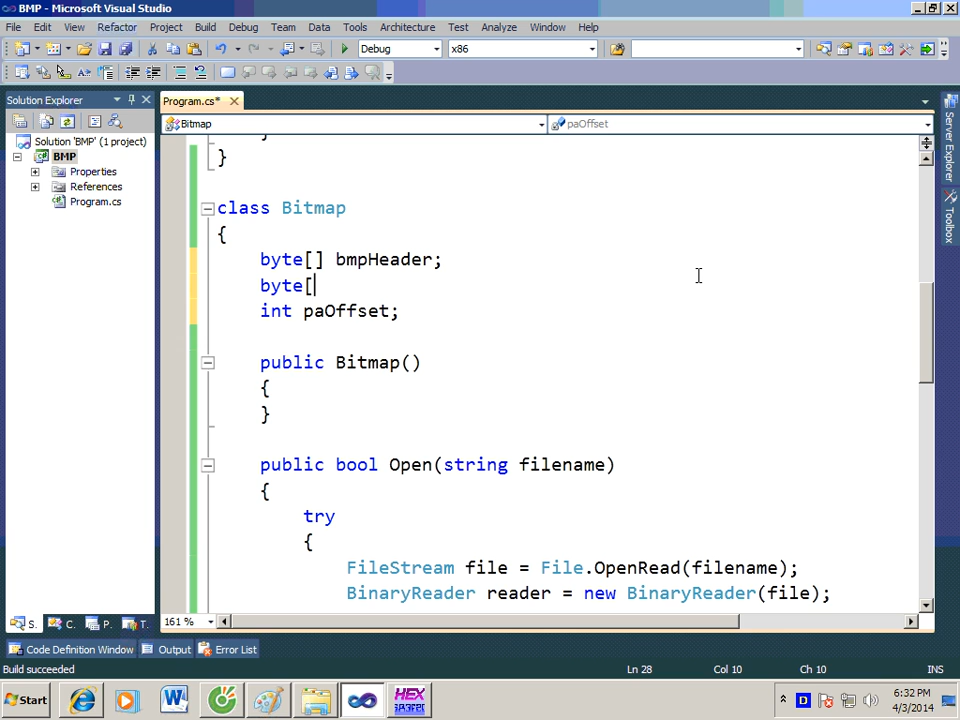 BMP - Microsoft Visual Studio
File Edit View Refactor Project Build Debug Team Data Tools Architecture Test Analyze Window Help
Debug x86
Solution Explorer
Program.cs*
Bitmap
paOffset
Solution 'BMP' (1 project)
BMP
Properties
References
Program.cs
}
}
class Bitmap
{
byte[] bmpHeader;
byte[
int paOffset;
public Bitmap()
{
}
public bool Open(string filename)
{
try
{
FileStream file = File.OpenRead(filename);
BinaryReader reader = new BinaryReader(file);
Server Explorer
Toolbox
S. C. P. T.
161 %
Code Definition Window Output Error List
Build succeeded Ln 28 Col 10 Ch 10 INS
Start
HEX
D
6:32 PM
4/3/2014